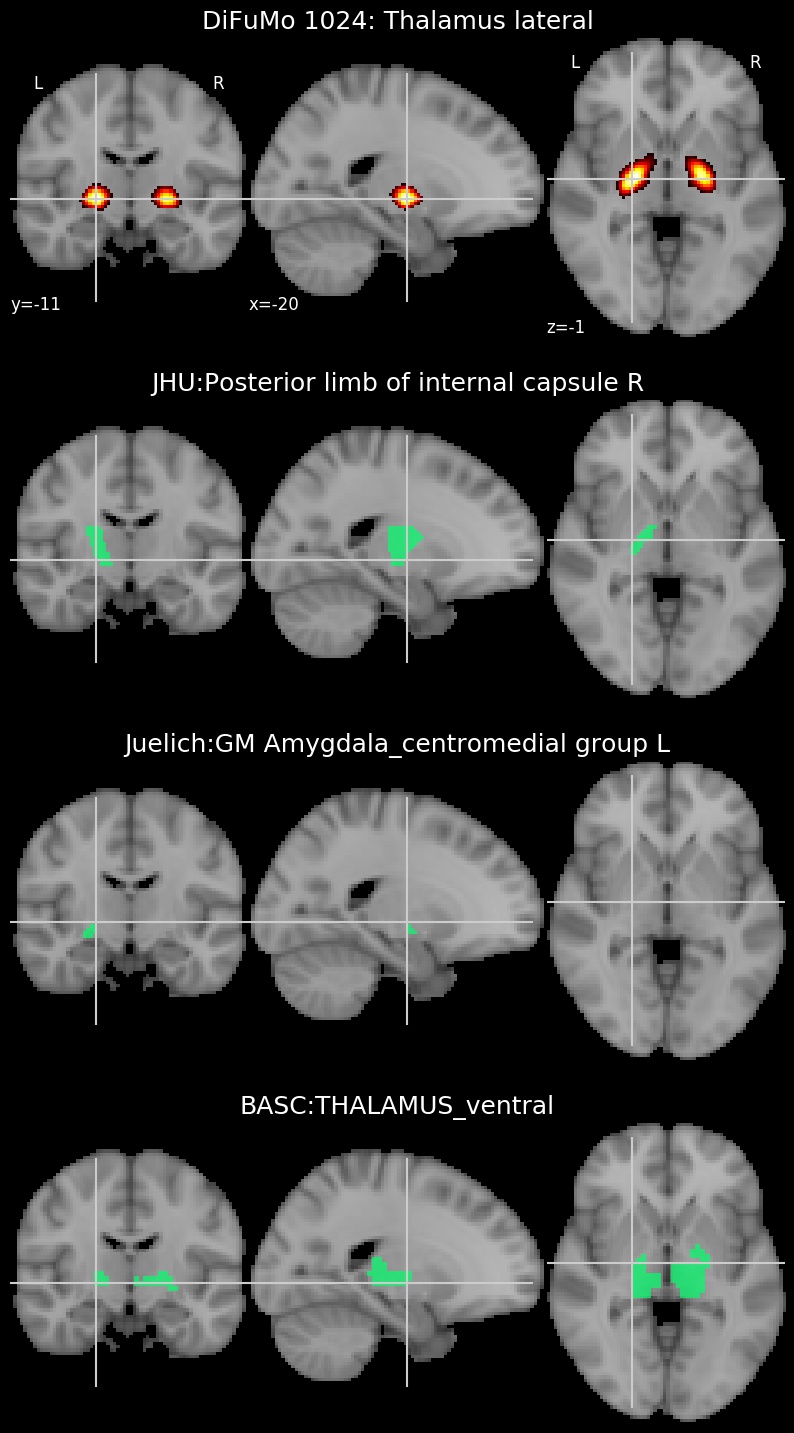 DiFuMo 1024: Thalamus lateral
L R L R
y=-11 x=-20 z=-1
JHU:Posterior limb of internal capsule R
Juelich:GM Amygdala_centromedial group L
BASC:THALAMUS_ventral